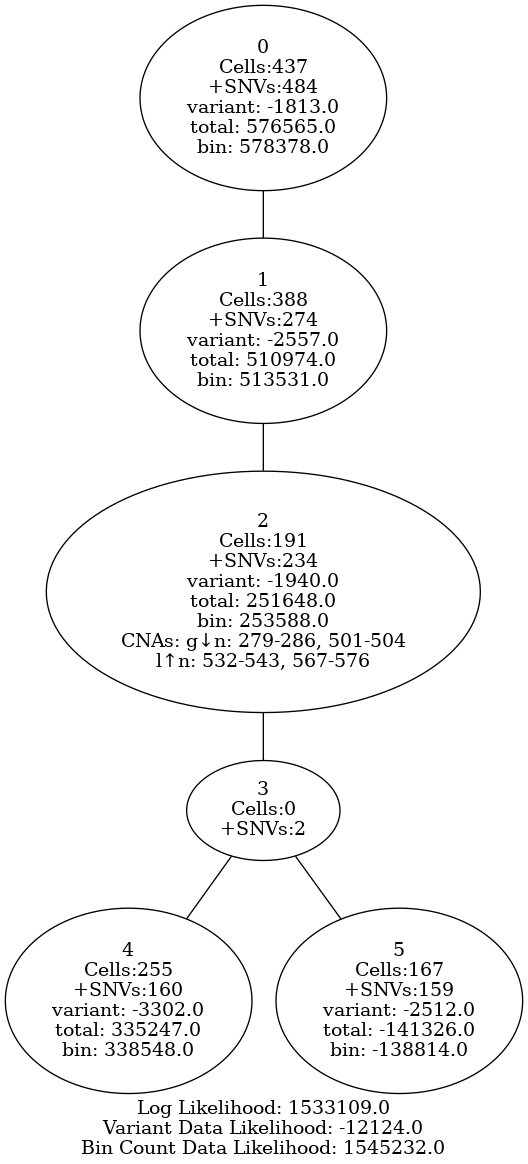 0
Cells:437
+SNVs:484
variant: -1813.0
total: 576565.0
bin: 578378.0
1
Cells:388
+SNVs:274
variant: -2557.0
total: 510974.0
bin: 513531.0
2
Cells:191
+SNVs:234
variant: -1940.0
total: 251648.0
bin: 253588.0
CNAs: g↓n: 279-286, 501-504
l↑n: 532-543, 567-576
3
Cells:0
+SNVs:2
4
Cells:255
+SNVs:160
variant: -3302.0
total: 335247.0
bin: 338548.0
5
Cells:167
+SNVs:159
variant: -2512.0
total: -141326.0
bin: -138814.0
Log Likelihood: 1533109.0
Variant Data Likelihood: -12124.0
Bin Count Data Likelihood: 1545232.0